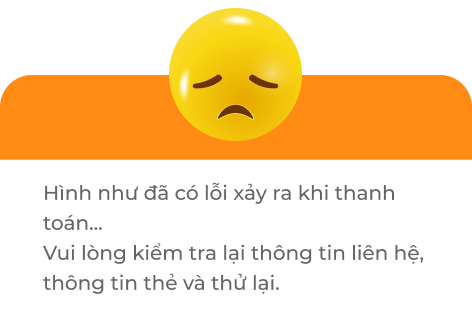 Hình như đã có lỗi xảy ra khi thanh
toán...
Vui lòng kiểm tra lại thông tin liên hệ,
thông tin thẻ và thử lại.